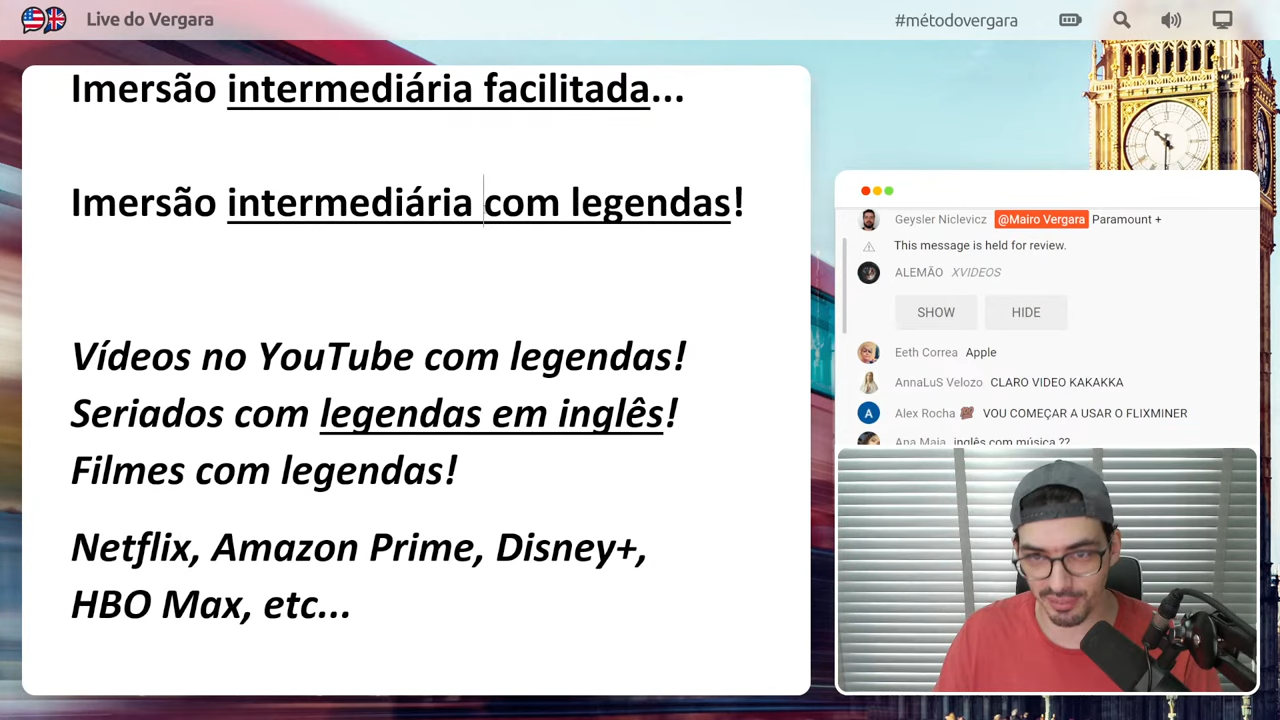 Live do Vergara
#métodovergara
Imersão intermediária facilitada...
Imersão intermediária com legendas!
Vídeos no YouTube com legendas!
Seriados com legendas em inglês!
Filmes com legendas!
Netflix, Amazon Prime, Disney+,
HBO Max, etc...
Geysler Niclevicz @Mairo Vergara Paramount +
This message is held for review.
ALEMÃO XVIDEOS
SHOW HIDE
Eeth Correa Apple
AnnaLuS Velozo CLARO VIDEO KAKAKKA
A Alex Rocha 💯 VOU COMEÇAR A USAR O FLIXMINER
Ana Maia inglês com música ??